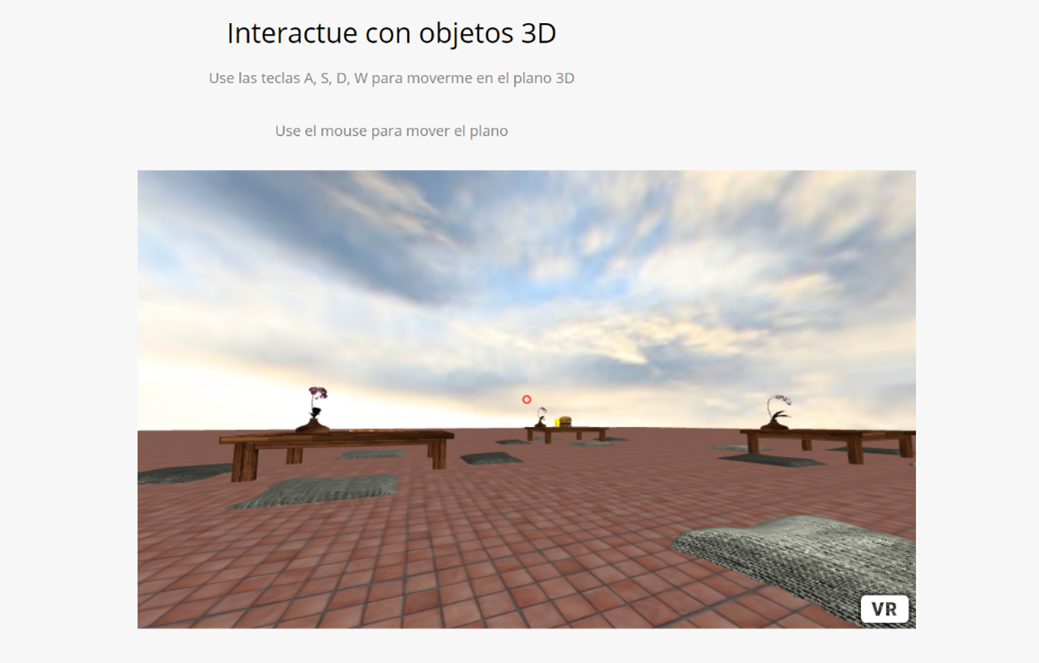 Interactue con objetos 3D
Use las teclas A, S, D, W para moverme en el plano 3D
Use el mouse para mover el plano
VR